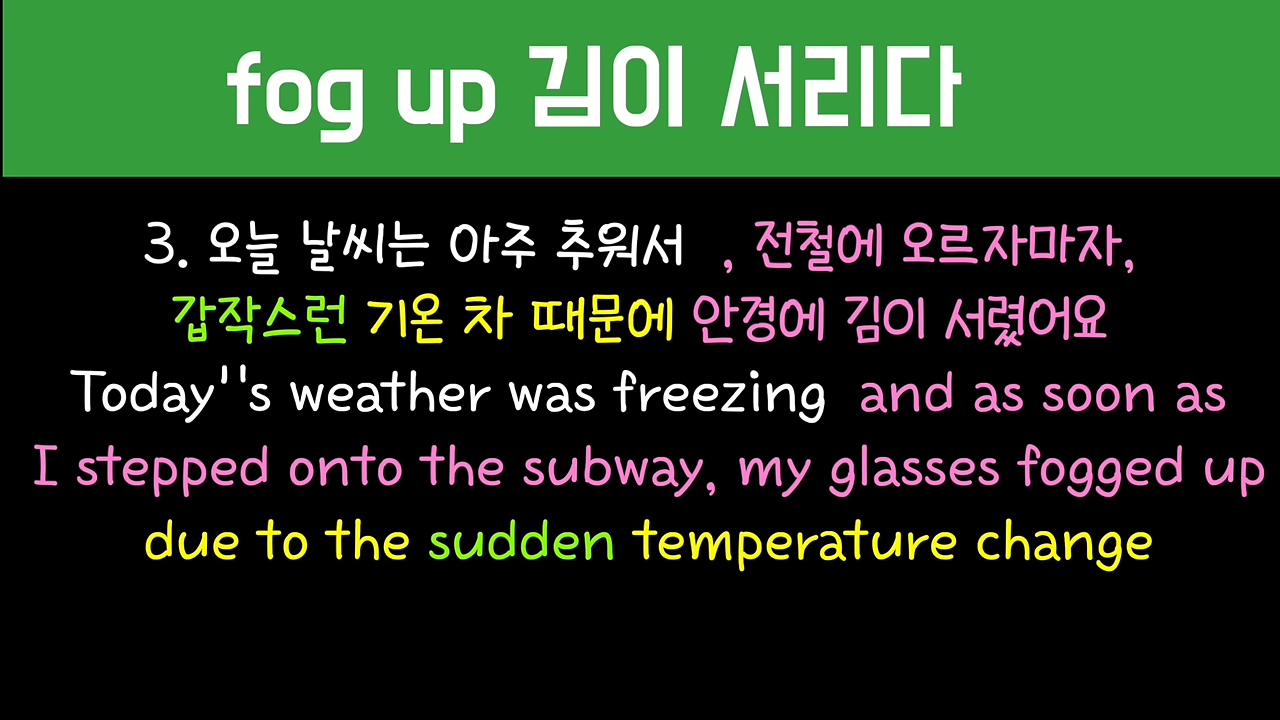 fog up 김이 서리다
3. 오늘 날씨는 아주 추워서 , 전철에 오르자마자,
갑작스런 기온 차 때문에 안경에 김이 서렸어요
Today''s weather was freezing and as soon as
I stepped onto the subway, my glasses fogged up
due to the sudden temperature change